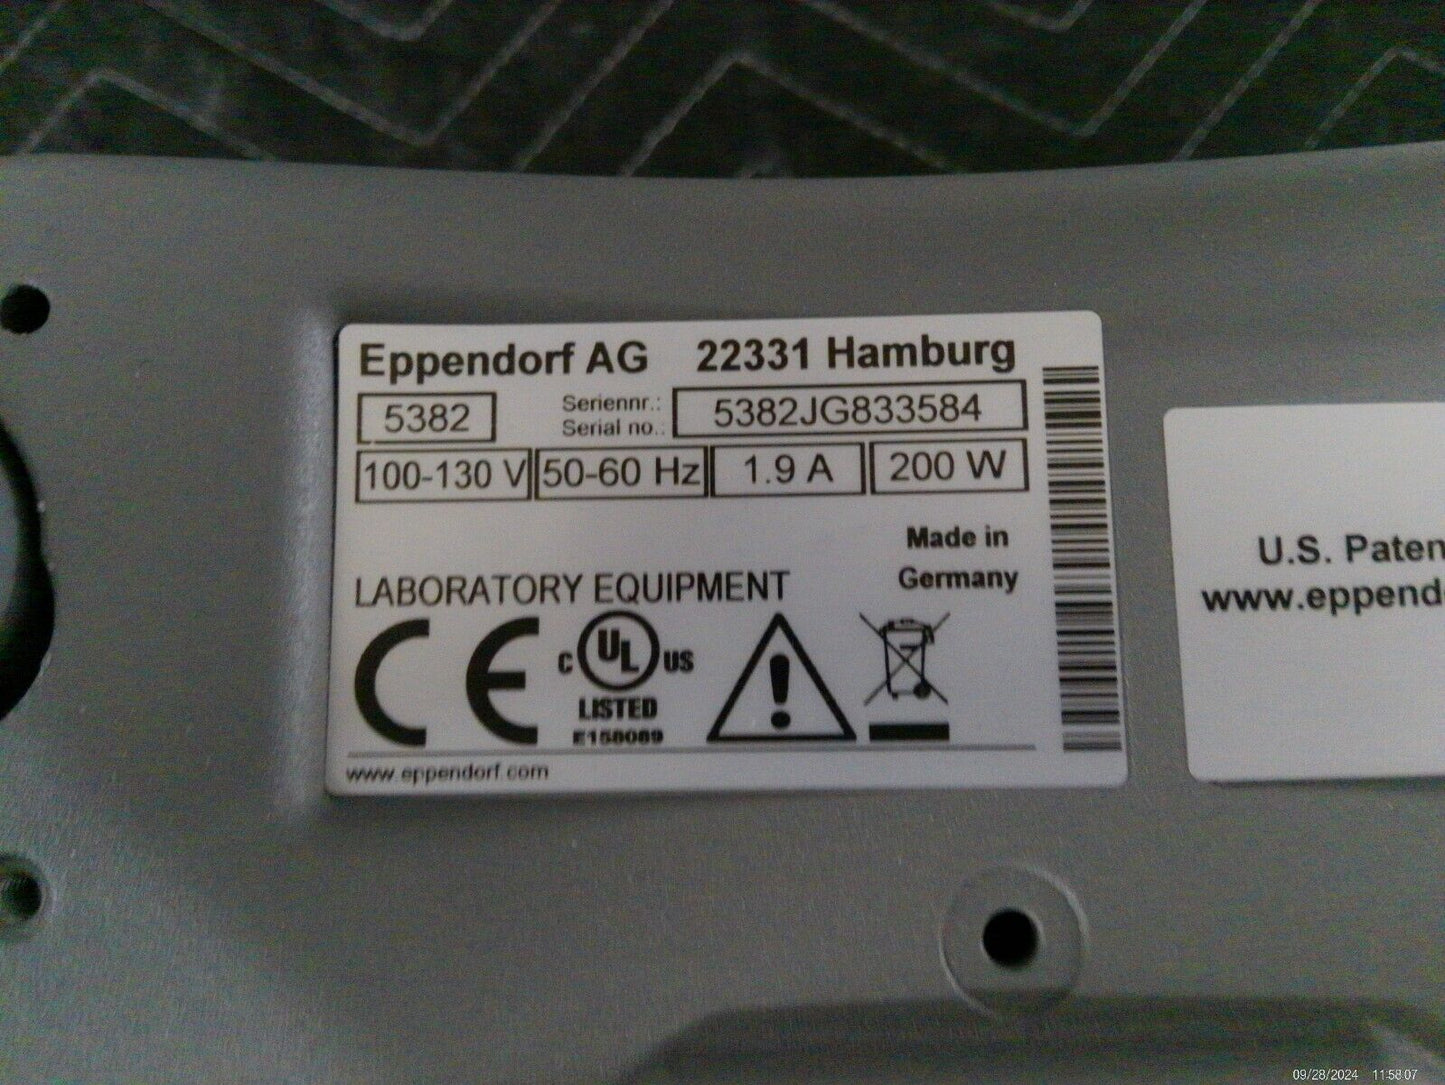 Eppendorf AG 22331 Hamburg
5382 Seriennr.: 5382JG833584
Serial no.:
100-130 V 50-60 Hz 1.9 A 200 W
Made in
Germany
LABORATORY EQUIPMENT
CE
C UL US
LISTED
E158089
www.eppendorf.com
U.S. Paten
www.eppend
09/28/2024 11:58:07